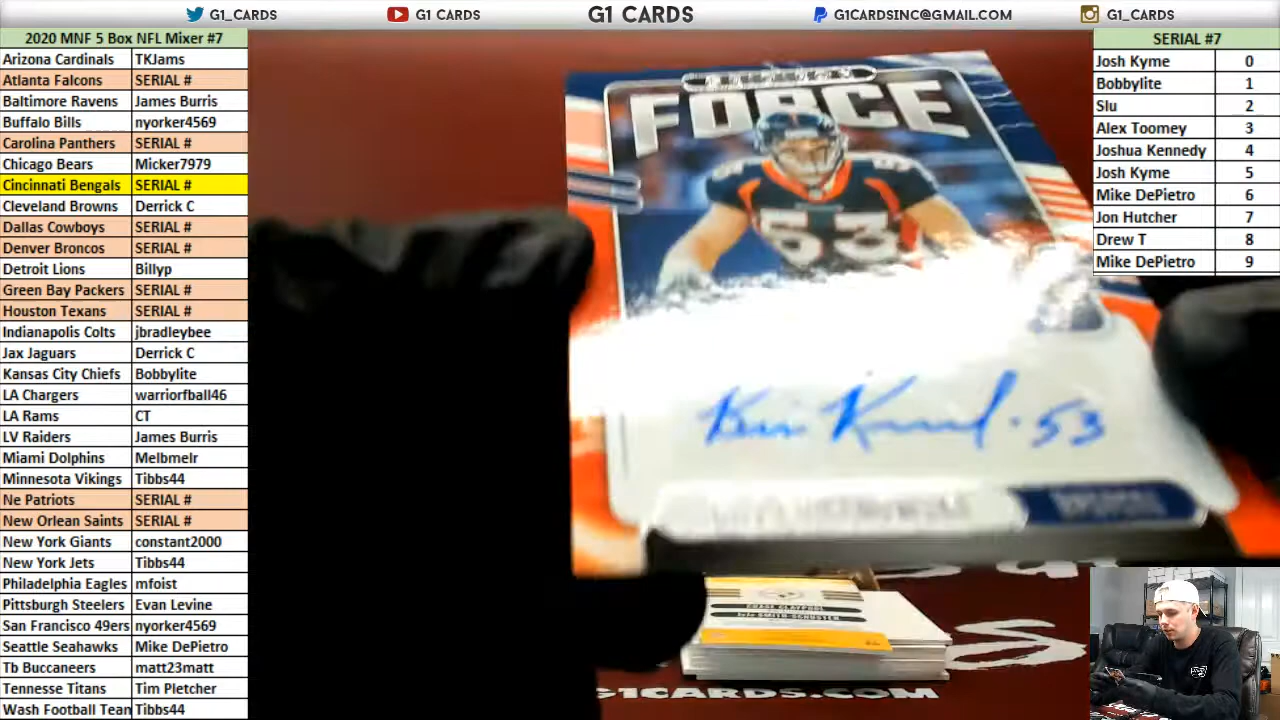 G1_CARDS
G1 CARDS
G1 CARDS
G1CARDSINC@GMAIL.COM
G1_CARDS
2020 MNF 5 Box NFL Mixer #7
Arizona Cardinals TKJams
Atlanta Falcons SERIAL #
Baltimore Ravens James Burris
Buffalo Bills nyorker4569
Carolina Panthers SERIAL #
Chicago Bears Micker7979
Cincinnati Bengals SERIAL #
Cleveland Browns Derrick C
Dallas Cowboys SERIAL #
Denver Broncos SERIAL #
Detroit Lions Billyp
Green Bay Packers SERIAL #
Houston Texans SERIAL #
Indianapolis Colts jbradleybee
Jax Jaguars Derrick C
Kansas City Chiefs Bobbylite
LA Chargers warriorfball46
LA Rams CT
LV Raiders James Burris
Miami Dolphins Melbmelr
Minnesota Vikings Tibbs44
Ne Patriots SERIAL #
New Orlean Saints SERIAL #
New York Giants constant2000
New York Jets Tibbs44
Philadelphia Eagles mfoist
Pittsburgh Steelers Evan Levine
San Francisco 49ers nyorker4569
Seattle Seahawks Mike DePietro
Tb Buccaneers matt23matt
Tennesse Titans Tim Pletcher
Wash Football Team Tibbs44
SERIAL #7
Josh Kyme 0
Bobbylite 1
Slu 2
Alex Toomey 3
Joshua Kennedy 4
Josh Kyme 5
Mike DePietro 6
Jon Hutcher 7
Drew T 8
Mike DePietro 9
FORCE
53
53
CHASE CLAYPOOL
JuJu SMITH-SCHUSTER
G1CARDS.COM